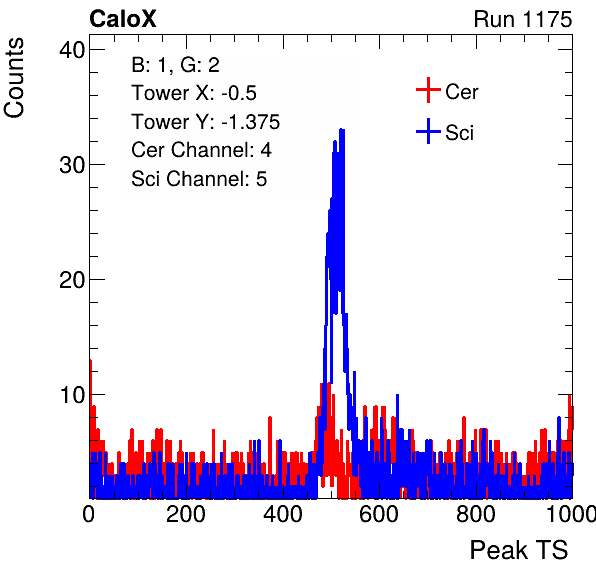 CaloX Run 1175
Counts
40
30
20
10
B: 1, G: 2
Tower X: -0.5
Tower Y: -1.375
Cer Channel: 4
Sci Channel: 5
Cer
Sci
0 200 400 600 800 1000
Peak TS